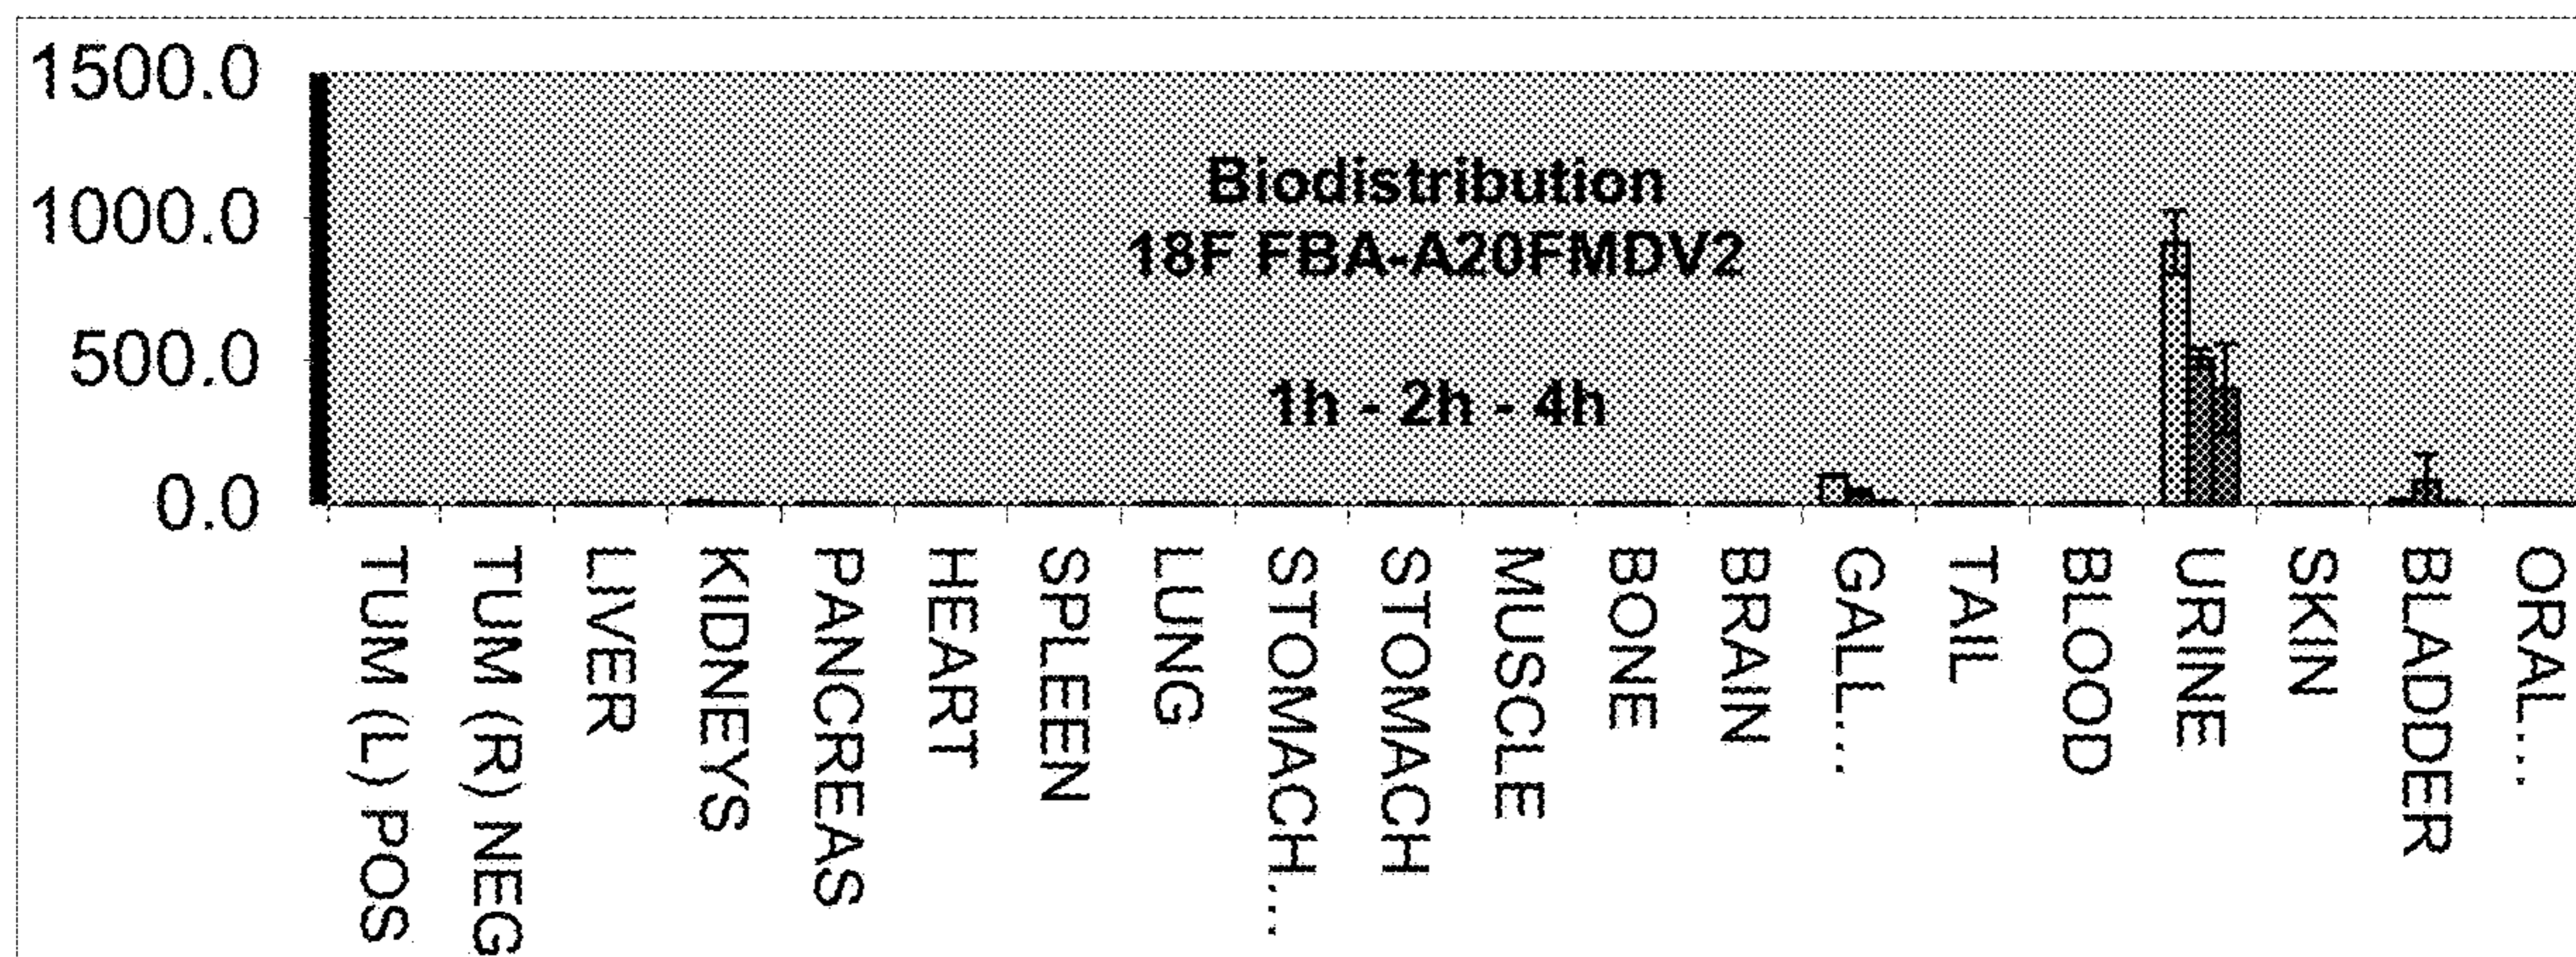 1500.0
1000.0
500.0
0.0
Biodistribution
18F FBA-A20FMDV2
1h - 2h - 4h
TUM (L) POS
TUM (R) NEG
LIVER
KIDNEYS
PANCREAS
HEART
SPLEEN
LUNG
STOMACH...
STOMACH
MUSCLE
BONE
BRAIN
GALL...
TAIL
BLOOD
URINE
SKIN
BLADDER
ORAL...